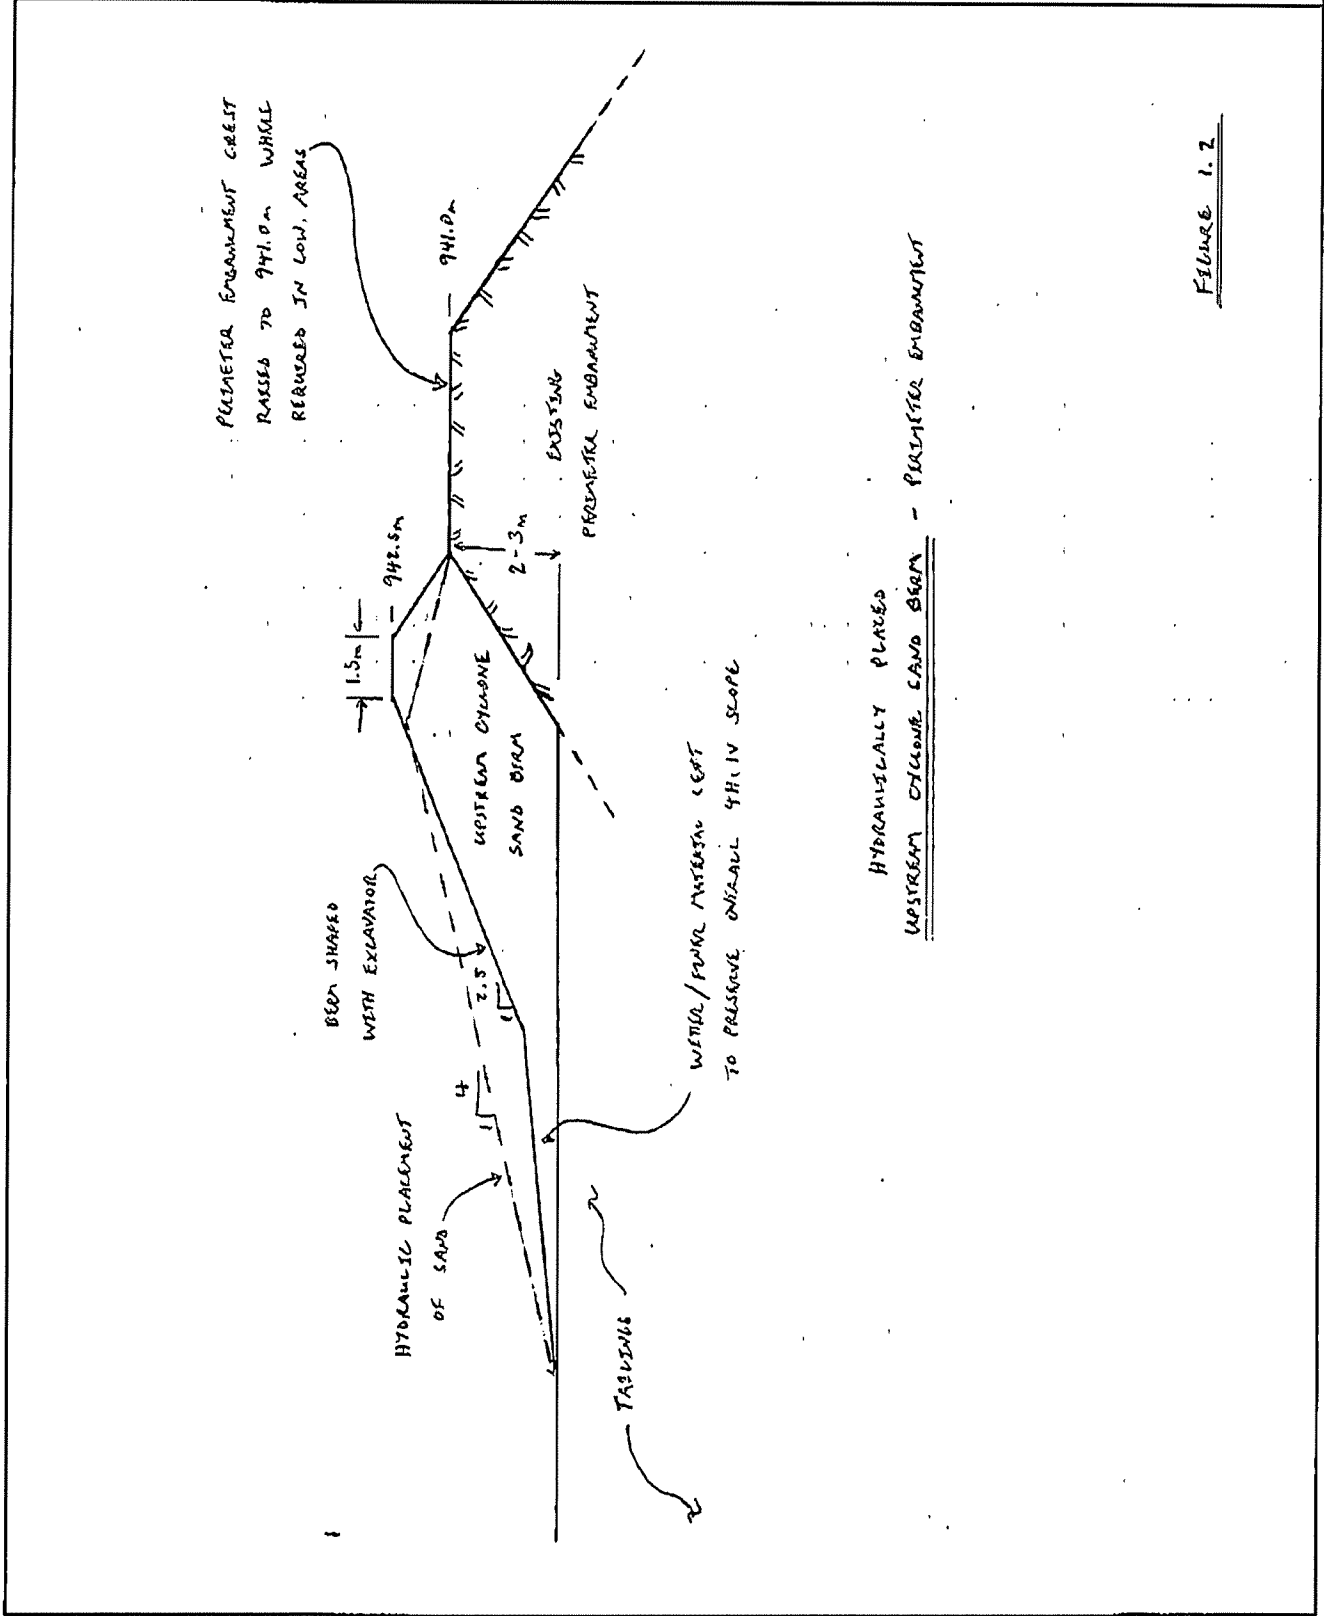 PERIMETER EMBANKMENT CREST
RAISED TO 941.0m WHERE
REQUIRED IN LOW AREAS
941.0m
942.5m
1.5m
2-3m
EXISTING
PERIMETER EMBANKMENT
UPSTREAM CYCLONE
SAND BERM
BERM SHAPED
WITH EXCAVATOR
2.5
1
4
1
HYDRAULIC PLACEMENT
OF SAND
WETTER/FINER MATERIAL LEFT
TO PRESERVE OVERALL 4H:1V SLOPE
TAILINGS
HYDRAULICALLY PLACED
UPSTREAM CYCLONE SAND BERM - PERIMETER EMBANKMENT
FIGURE 1.2